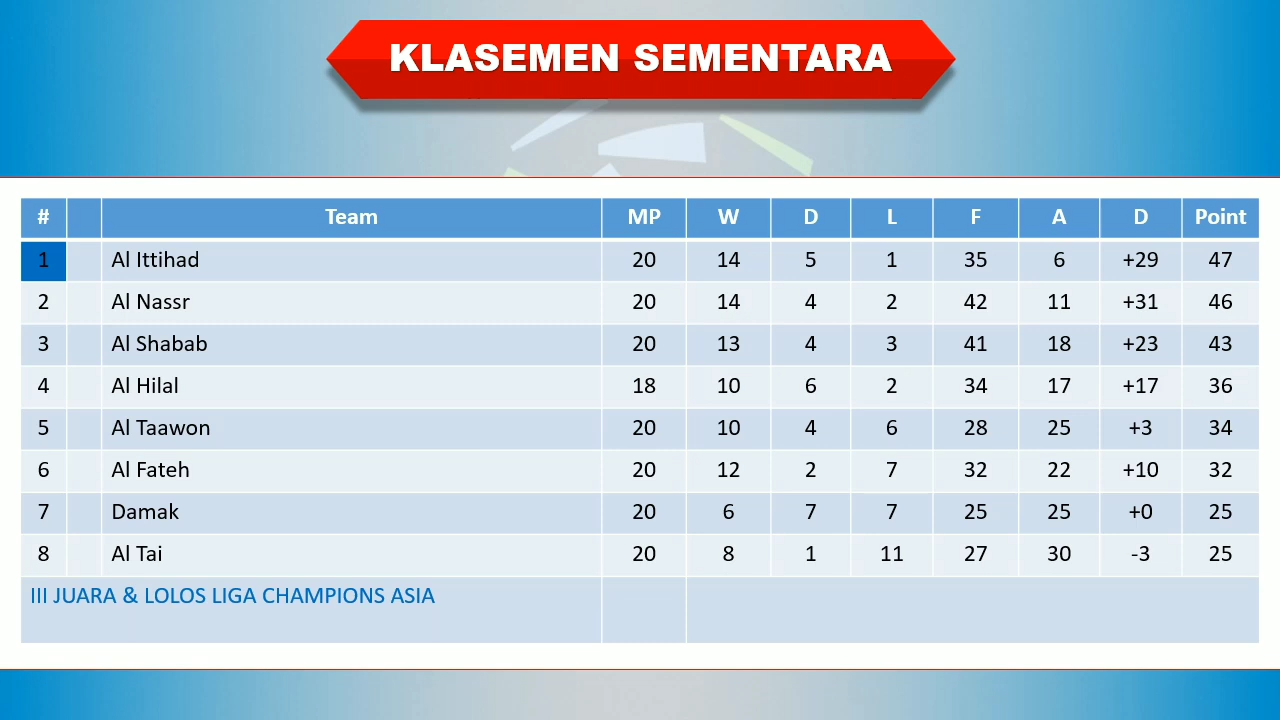 KLASEMEN SEMENTARA
# Team MP W D L F A D Point
1 Al Ittihad 20 14 5 1 35 6 +29 47
2 Al Nassr 20 14 4 2 42 11 +31 46
3 Al Shabab 20 13 4 3 41 18 +23 43
4 Al Hilal 18 10 6 2 34 17 +17 36
5 Al Taawon 20 10 4 6 28 25 +3 34
6 Al Fateh 20 12 2 7 32 22 +10 32
7 Damak 20 6 7 7 25 25 +0 25
8 Al Tai 20 8 1 11 27 30 -3 25
III JUARA & LOLOS LIGA CHAMPIONS ASIA